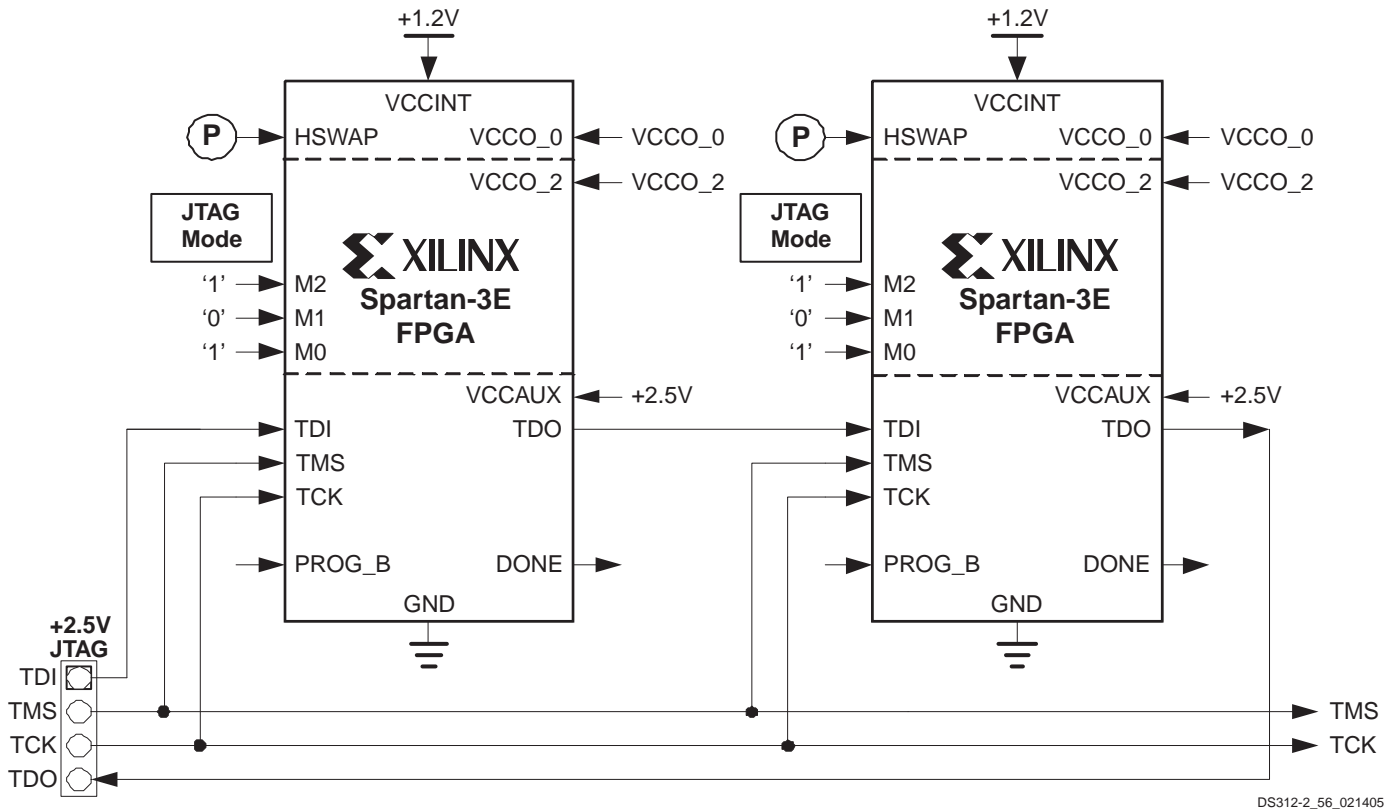 +1.2V
+1.2V
VCCINT
VCCINT
P
HSWAP
VCCO_0
VCCO_0
P
HSWAP
VCCO_0
VCCO_0
VCCO_2
VCCO_2
VCCO_2
VCCO_2
JTAG
Mode
JTAG
Mode
XILINX
XILINX
‘1’
M2
Spartan-3E
‘1’
M2
Spartan-3E
‘0’
M1
FPGA
‘0’
M1
FPGA
‘1’
M0
‘1’
M0
VCCAUX
+2.5V
VCCAUX
+2.5V
TDI
TDO
TDI
TDO
TMS
TMS
TCK
TCK
PROG_B
DONE
PROG_B
DONE
GND
GND
+2.5V
JTAG
TDI
TMS
TMS
TCK
TCK
TDO
DS312-2_56_021405